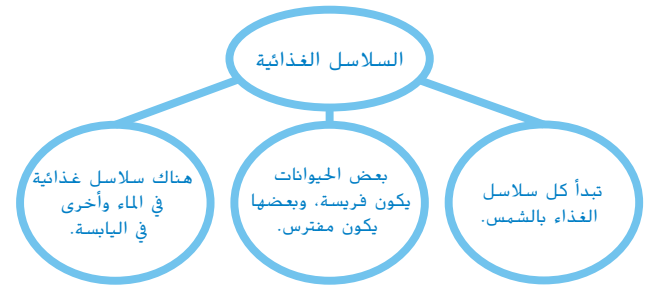 السلاسل الغذائية
تبدأ كل سلاسل
الغذاء بالشمس.
بعض الحيوانات
يكون فريسة، وبعضها
يكون مفترس.
هناك سلاسل غذائية
في الماء وأخرى
في اليابسة.